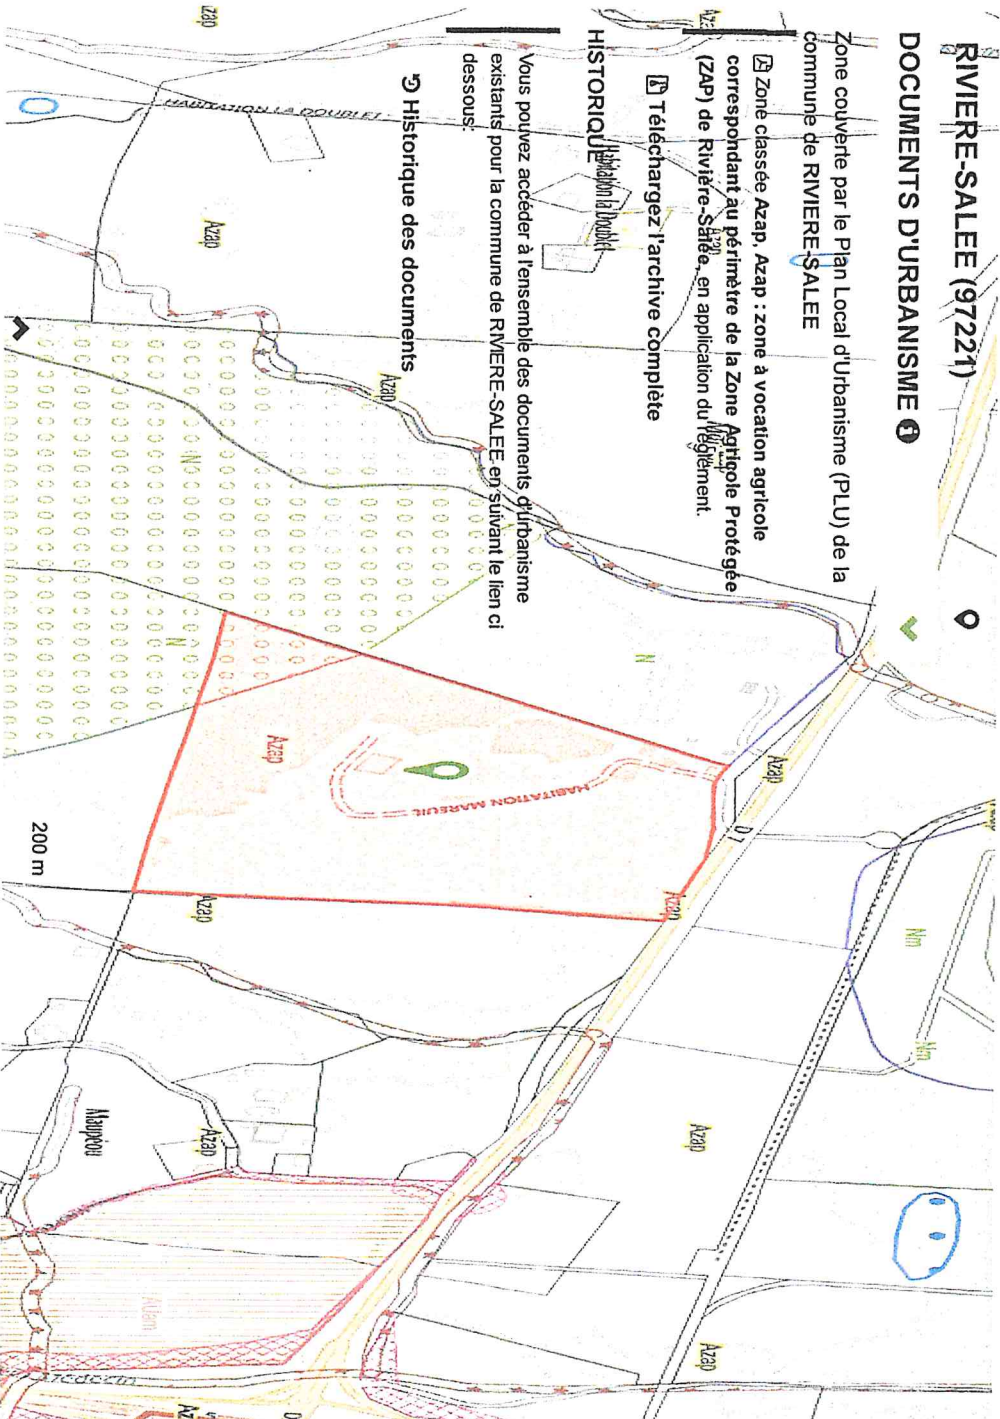 RIVIERE-SALEE (97221)
DOCUMENTS D'URBANISME
Zone couverte par le Plan Local d'Urbanisme (PLU) de la
commune de RIVIERE-SALEE
Zone classée Azap, Azap : zone à vocation agricole
correspondant au périmètre de la Zone Agricole Protégée
(ZAP) de Rivière-Salée, en application du règlement.
Téléchargez l'archive complète
HISTORIQUE
Vous pouvez accéder à l'ensemble des documents d'urbanisme
existants pour la commune de RIVIERE-SALEE en suivant le lien ci
dessous:
Historique des documents
Azap
HABITATION LA DOUBLET
Habitation la Doublet
Azap
Azap
Azap
Azap
N
N
N
Azap
D7
Azap
HABITATION MAREUIL
Azap
Azap
200 m
Nm
Nm
Azap
Azap
Maupéou
Azap